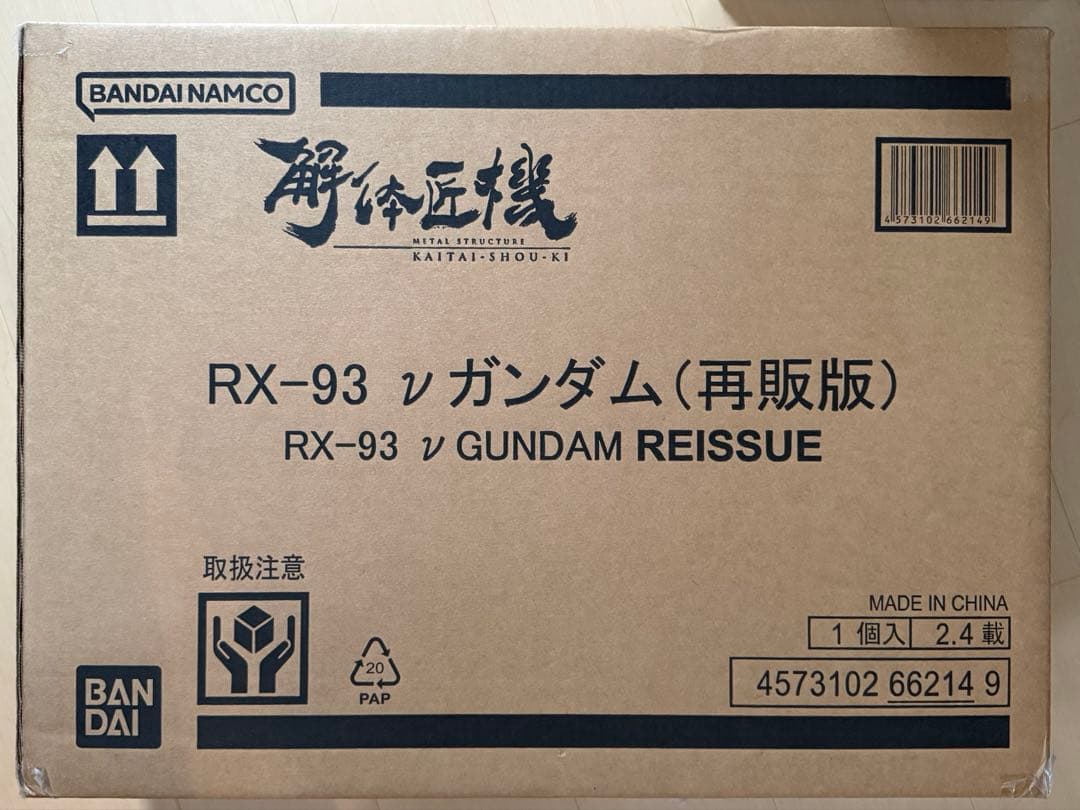 BANDAI NAMCO
解体匠機
METAL STRUCTURE
KAITAI-SHOU-KI
4573102662149
RX-93 νガンダム(再販版)
RX-93 ν GUNDAM REISSUE
取扱注意
20
PAP
BAN
DAI
MADE IN CHINA
1 個入 2.4 載
4573102 66214 9